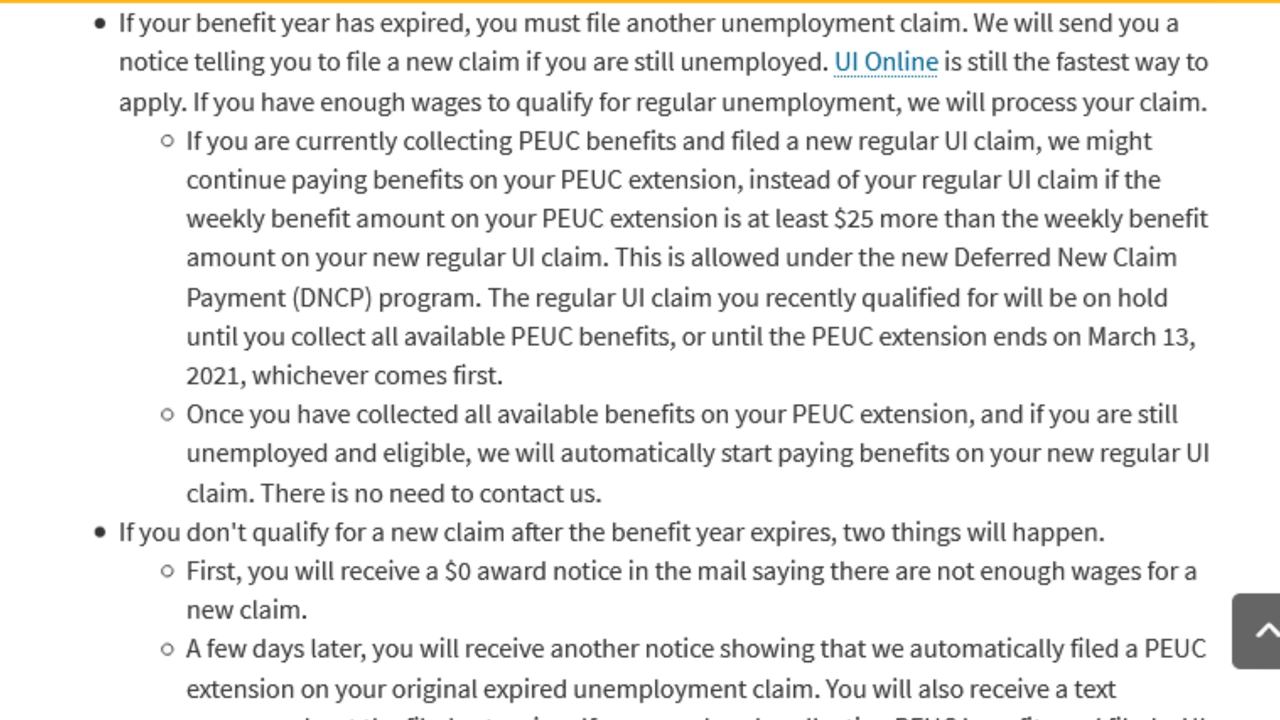 If your benefit year has expired, you must file another unemployment claim. We will send you a
notice telling you to file a new claim if you are still unemployed. UI Online is still the fastest way to
apply. If you have enough wages to qualify for regular unemployment, we will process your claim.
If you are currently collecting PEUC benefits and filed a new regular UI claim, we might
continue paying benefits on your PEUC extension, instead of your regular UI claim if the
weekly benefit amount on your PEUC extension is at least $25 more than the weekly benefit
amount on your new regular UI claim. This is allowed under the new Deferred New Claim
Payment (DNCP) program. The regular UI claim you recently qualified for will be on hold
until you collect all available PEUC benefits, or until the PEUC extension ends on March 13,
2021, whichever comes first.
Once you have collected all available benefits on your PEUC extension, and if you are still
unemployed and eligible, we will automatically start paying benefits on your new regular UI
claim. There is no need to contact us.
If you don't qualify for a new claim after the benefit year expires, two things will happen.
First, you will receive a $0 award notice in the mail saying there are not enough wages for a
new claim.
A few days later, you will receive another notice showing that we automatically filed a PEUC
extension on your original expired unemployment claim. You will also receive a text